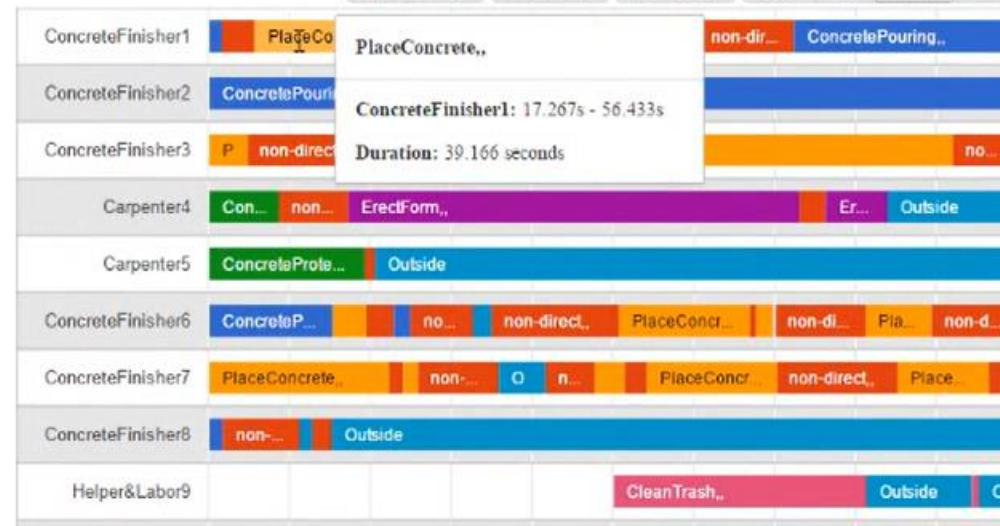 ConcreteFinisher1 PlaceCo non-dir... ConcretePouring,,
PlaceConcrete,,
ConcreteFinisher2 ConcretePouri
ConcreteFinisher1: 17.267s - 56.433s
ConcreteFinisher3 P non-direct no...
Duration: 39.166 seconds
Carpenter4 Con... non... ErectForm,, Er... Outside
Carpenter5 ConcreteProte... Outside
ConcreteFinisher6 ConcreteP... no... non-direct,, PlaceConcr... non-di... Pla... non-d...
ConcreteFinisher7 PlaceConcrete,, non-... O n... PlaceConcr... non-direct,, Place...
ConcreteFinisher8 non-... Outside
Helper&Labor9 CleanTrash,, Outside